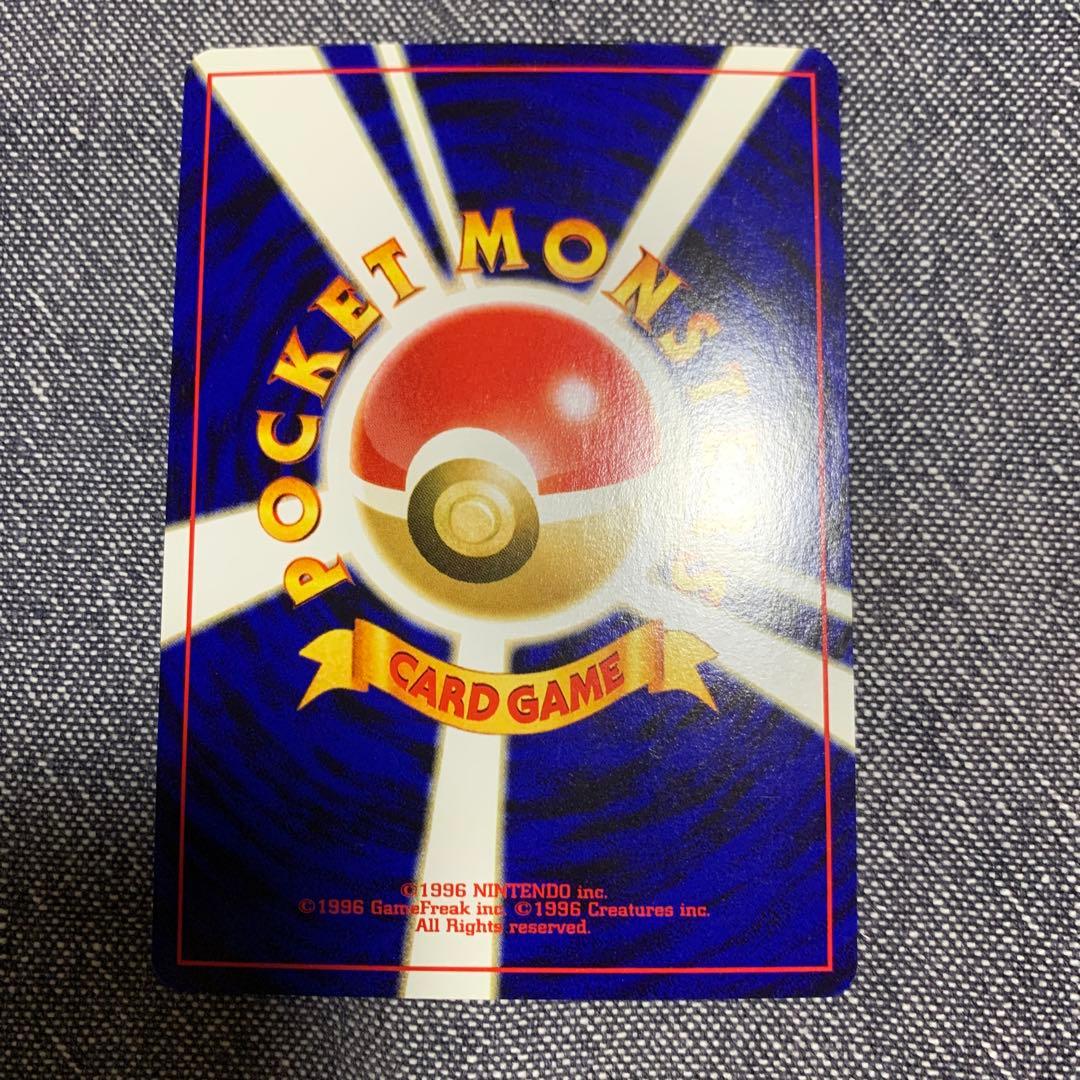 POCKET MONSTERS
CARD GAME
©1996 NINTENDO inc.
©1996 GameFreak inc. ©1996 Creatures inc.
All Rights reserved.